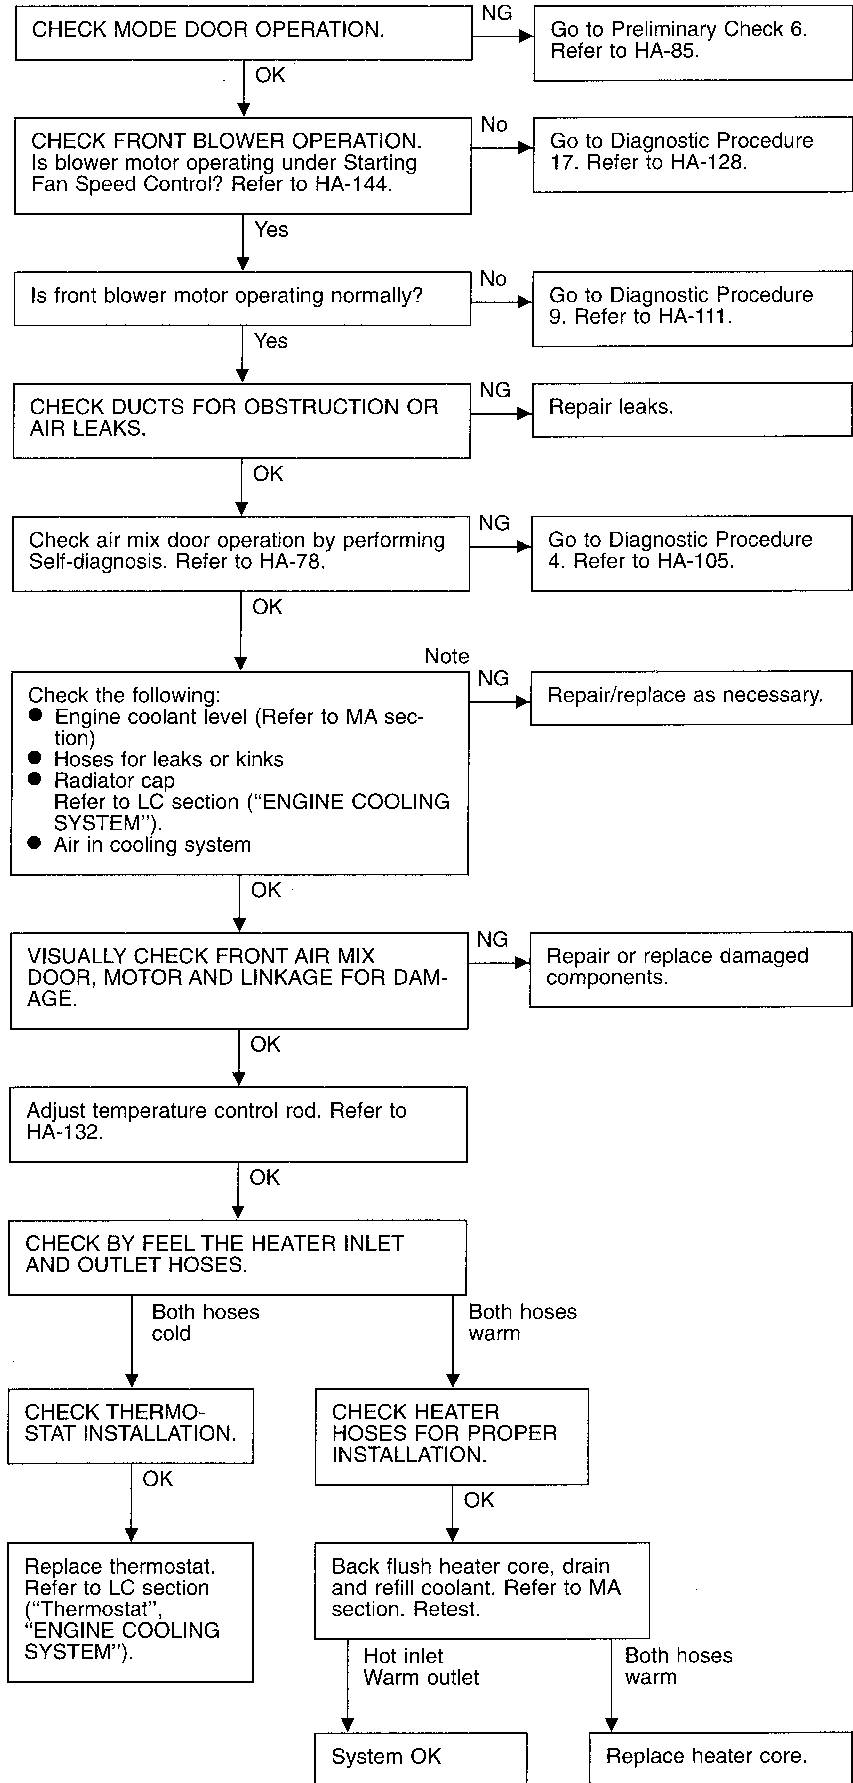 CHECK MODE DOOR OPERATION.
NG
Go to Preliminary Check 6.
Refer to HA-85.
OK
CHECK FRONT BLOWER OPERATION.
Is blower motor operating under Starting
Fan Speed Control? Refer to HA-144.
No
Go to Diagnostic Procedure
17. Refer to HA-128.
Yes
Is front blower motor operating normally?
No
Go to Diagnostic Procedure
9. Refer to HA-111.
Yes
CHECK DUCTS FOR OBSTRUCTION OR
AIR LEAKS.
NG
Repair leaks.
OK
Check air mix door operation by performing
Self-diagnosis. Refer to HA-78.
NG
Go to Diagnostic Procedure
4. Refer to HA-105.
OK
Note
Check the following:
● Engine coolant level (Refer to MA sec-
tion)
● Hoses for leaks or kinks
● Radiator cap
Refer to LC section (“ENGINE COOLING
SYSTEM”).
● Air in cooling system
NG
Repair/replace as necessary.
OK
VISUALLY CHECK FRONT AIR MIX
DOOR, MOTOR AND LINKAGE FOR DAM-
AGE.
NG
Repair or replace damaged
components.
OK
Adjust temperature control rod. Refer to
HA-132.
OK
CHECK BY FEEL THE HEATER INLET
AND OUTLET HOSES.
Both hoses
cold
Both hoses
warm
CHECK THERMO-
STAT INSTALLATION.
CHECK HEATER
HOSES FOR PROPER
INSTALLATION.
OK
OK
Replace thermostat.
Refer to LC section
(“Thermostat”,
“ENGINE COOLING
SYSTEM”).
Back flush heater core, drain
and refill coolant. Refer to MA
section. Retest.
Hot inlet
Warm outlet
Both hoses
warm
System OK
Replace heater core.